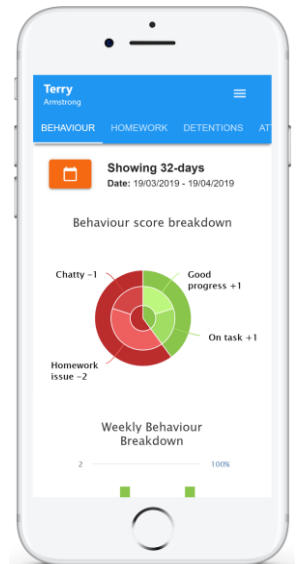 Terry
Armstrong
BEHAVIOUR HOMEWORK DETENTIONS AT
Showing 32-days
Date: 19/03/2019 - 19/04/2019
Behaviour score breakdown
Chatty −1
Good
progress +1
On task +1
Homework
issue −2
Weekly Behaviour
Breakdown
2 100%